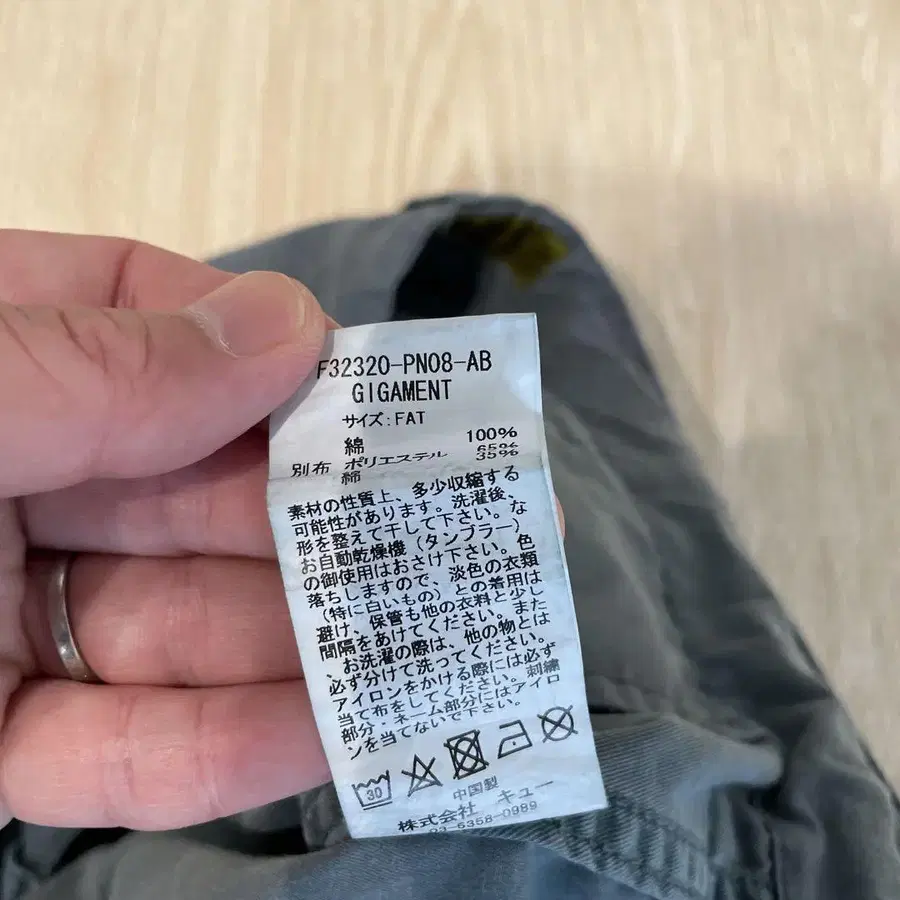 F32320-PN08-AB
GIGAMENT
サイズ:FAT
綿 100%
別布 ポリエステル 65%
綿 35%
素材の性質上、多少収縮する
可能性があります。洗濯後、
形を整えて干して下さい。な
お自動乾燥機(タンブラー)
の御使用はおさけ下さい。色
落ちしますので、淡色の衣類
(特に白いもの)との着用は
避け、保管も他の衣料と少し
間隔をあけてください。また
、お洗濯の際は、他の物とは
必ず分けて洗ってください。
アイロンをかける際には必ず
当て布をしてください。刺繍
部分・ネーム部分にはアイロ
ンを当てないで下さい。
30
中国製
株式会社 キュー
03-5358-0989